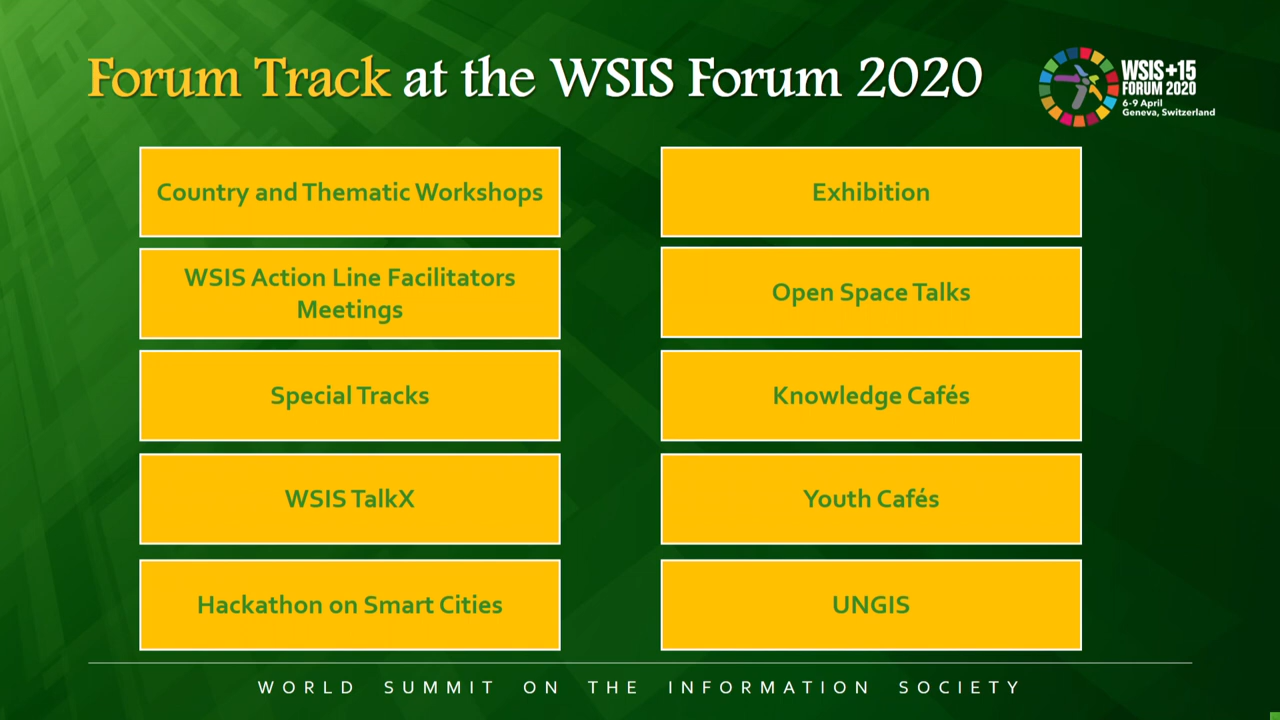 Forum Track at the WSIS Forum 2020
WSIS +15
FORUM 2020
6-9 April
Geneva, Switzerland
Country and Thematic Workshops
WSIS Action Line Facilitators
Meetings
Special Tracks
WSIS TalkX
Hackathon on Smart Cities
Exhibition
Open Space Talks
Knowledge Cafés
Youth Cafés
UNGIS
WORLD SUMMIT ON THE INFORMATION SOCIETY